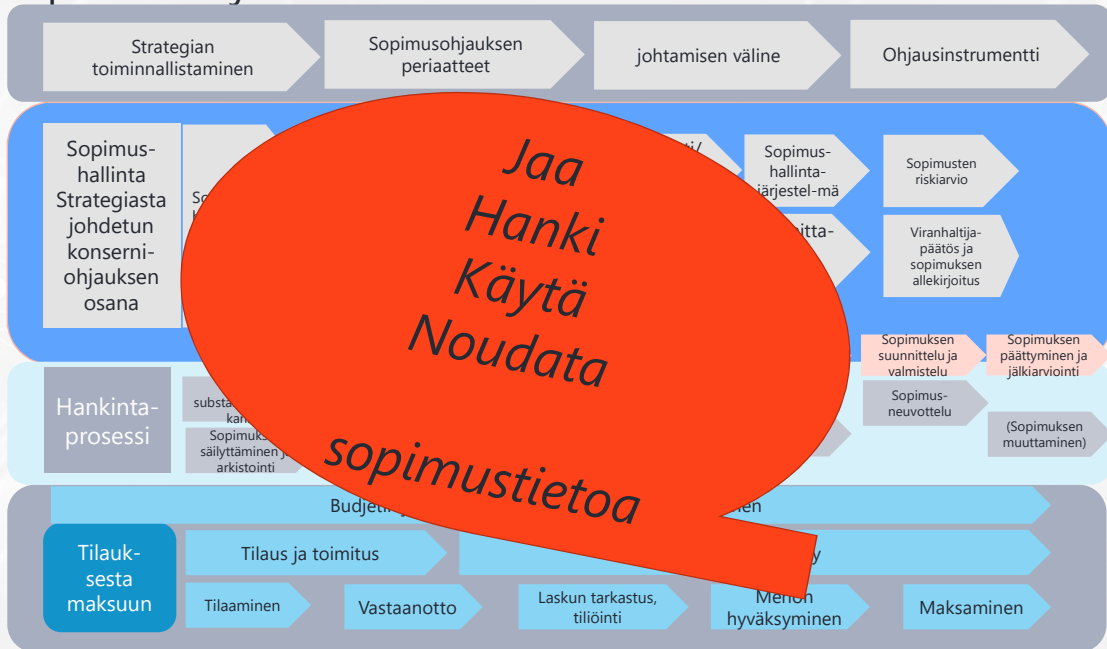 Strategian
toiminnallistaminen
Sopimusohjauksen
periaatteet
johtamisen väline
Ohjausinstrumentti
Sopimus-
hallinta
Strategiasta
johdetun
konserni-
ohjauksen
osana
Sopimus-
hallinta-
järjestel-mä
Sopimusten
riskiarvio
Viranhaltija-
päätös ja
sopimuksen
allekirjoitus
Jaa
Hanki
Käytä
Noudata
sopimustietoa
Sopimuksen
suunnittelu ja
valmistelu
Sopimuksen
päättyminen ja
jälkiarviointi
Hankinta-
prosessi
säilyttäminen ja
arkistointi
Sopimus-
neuvottelu
(Sopimuksen
muuttaminen)
Tilauk-
sesta
maksuun
Tilaus ja toimitus
Tilaaminen
Vastaanotto
Laskun tarkastus,
tiliöinti
Menon
hyväksyminen
Maksaminen